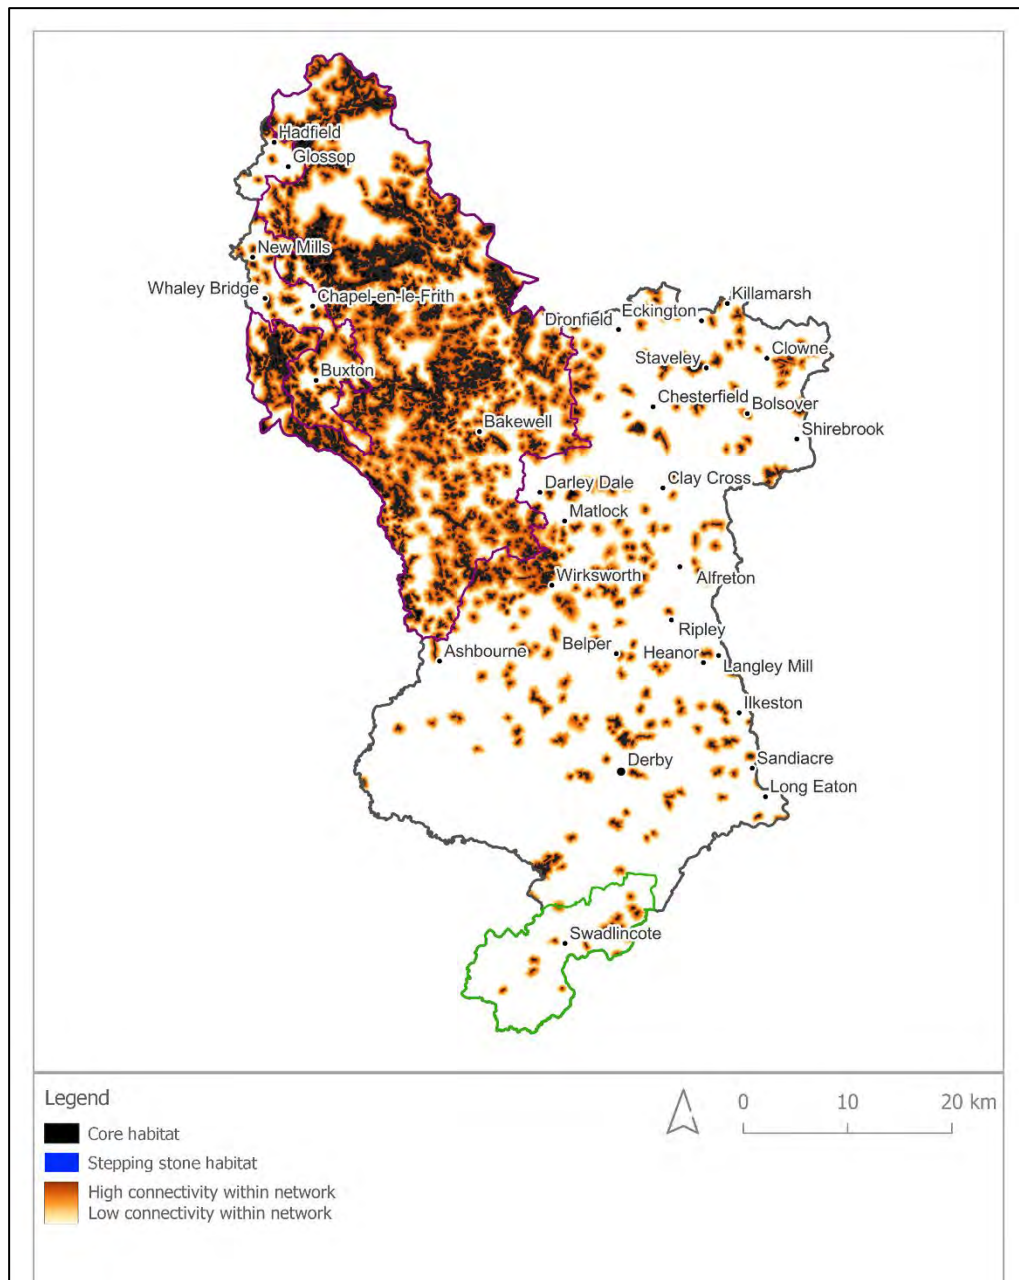 Hadfield
Glossop
New Mills
Whaley Bridge
Chapel-en-le-Frith
Killamarsh
Eckington
Dronfield
Clowne
Staveley
Buxton
Chesterfield
Bolsover
Bakewell
Shirebrook
Darley Dale
Clay Cross
Matlock
Wirksworth
Alfreton
Ripley
Belper
Heanor
Ashbourne
Langley Mill
Ilkeston
Derby
Sandiacre
Long Eaton
Swadlincote
Legend
0 10 20 km
Core habitat
Stepping stone habitat
High connectivity within network
Low connectivity within network